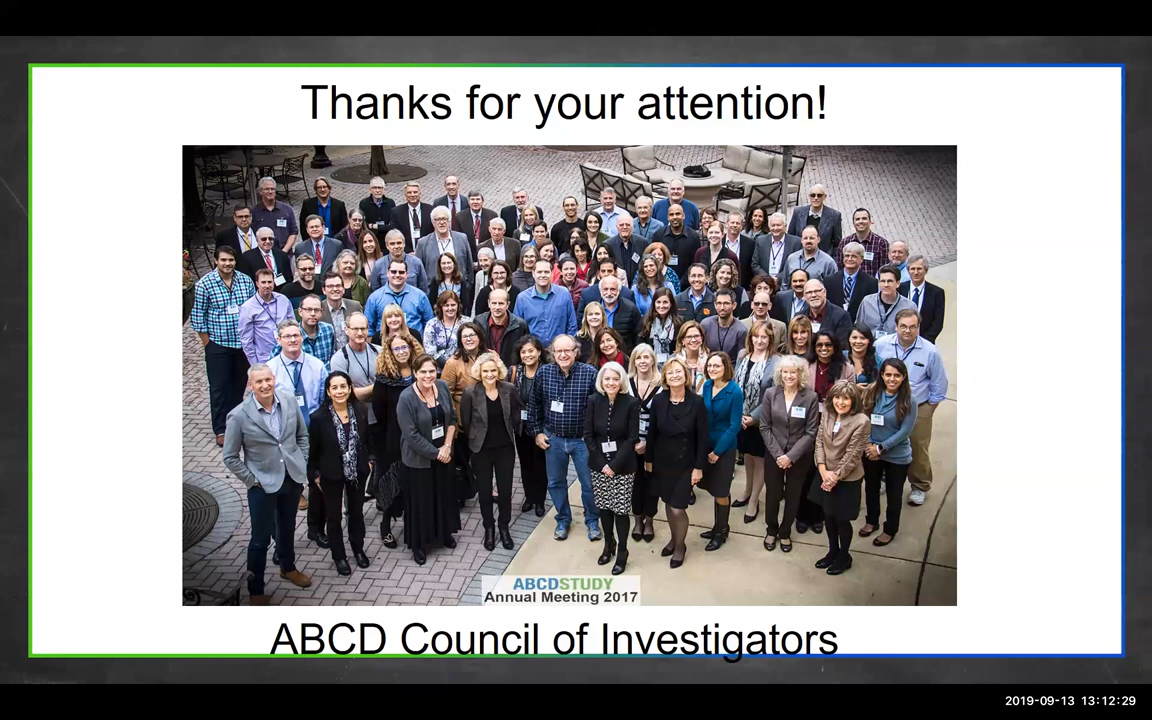 Thanks for your attention!
ABCDSTUDY
Annual Meeting 2017
ABCD Council of Investigators
2019-09-13 13:12:29